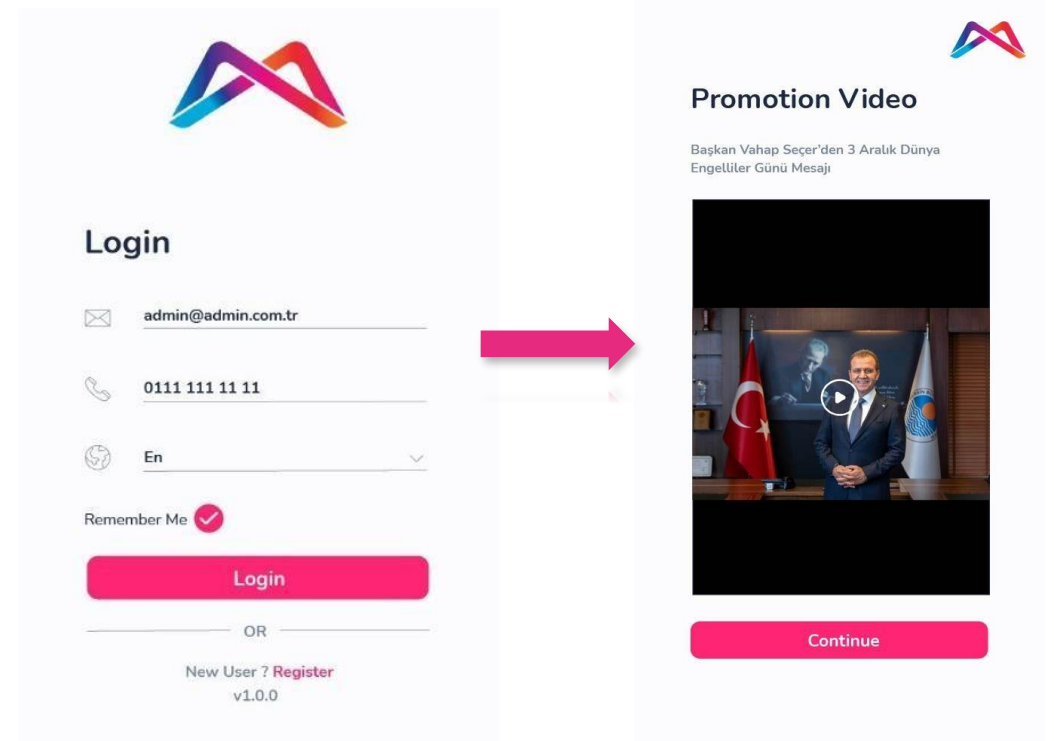 Login
admin@admin.com.tr
0111 111 11 11
En
Remember Me
Login
OR
New User ? Register
v1.0.0
Promotion Video
Başkan Vahap Seçer'den 3 Aralık Dünya
Engelliler Günü Mesajı
Continue